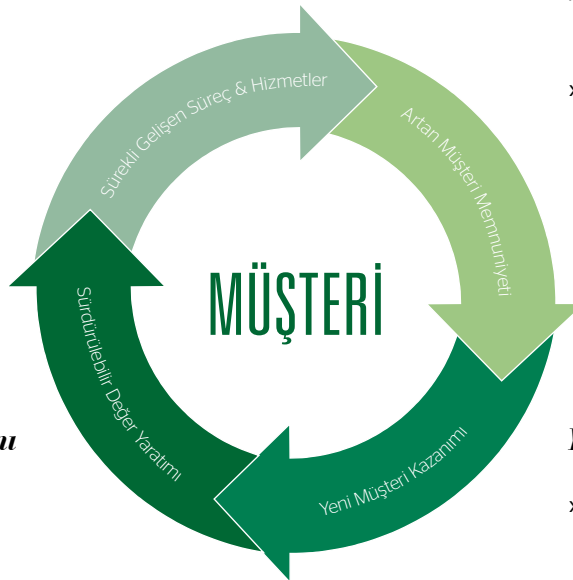 Sürekli Gelişen Süreç & Hizmetler
Artan Müşteri Memnuniyeti
MÜŞTERİ
Sürdürülebilir Değer Yaratımı
Yeni Müşteri Kazanımı